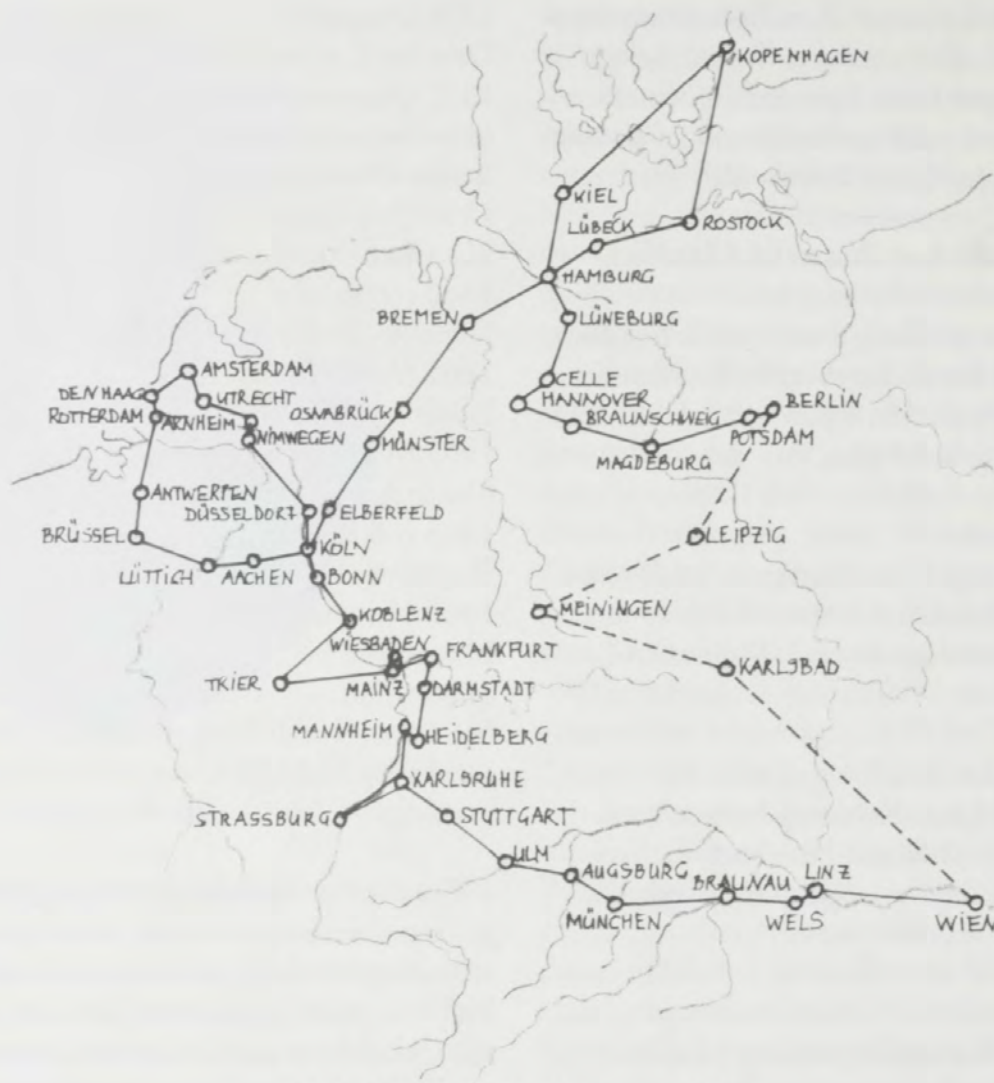 KOPENHAGEN
KIEL
LÜBECK
ROSTOCK
HAMBURG
BREMEN
LÜNEBURG
AMSTERDAM
CELLE
DEN HAAG
UTRECHT
HANNOVER
BERLIN
ROTTERDAM
ARNHEIM
OSNABRÜCK
BRAUNSCHWEIG
POTSDAM
NIMWEGEN
MÜNSTER
MAGDEBURG
ANTWERPEN
DÜSSELDORF
ELBERFELD
BRÜSSEL
LEIPZIG
KÖLN
LÜTTICH
AACHEN
BONN
MEININGEN
KOBLENZ
WIESBADEN
FRANKFURT
KARLSBAD
TRIER
MAINZ
DARMSTADT
MANNHEIM
HEIDELBERG
KARLSRUHE
STRASSBURG
STUTTGART
ULM
AUGSBURG
BRAUNAU
LINZ
MÜNCHEN
WELS
WIEN